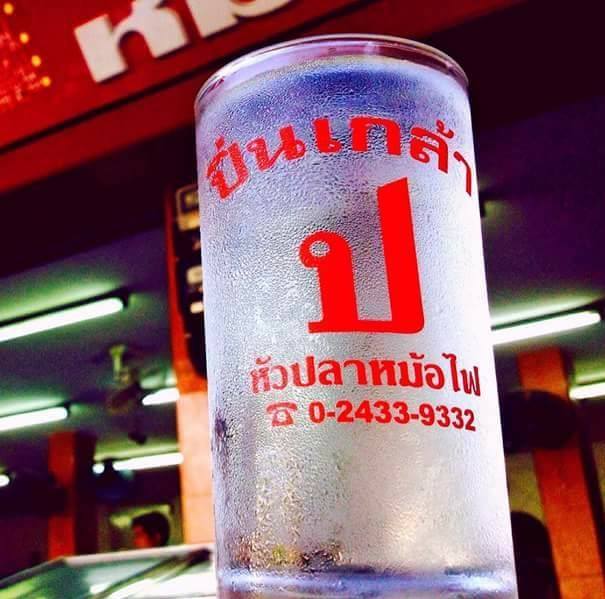 ปิ่นเกล้า
ป
หัวปลาหม้อไฟ
☎ 0-2433-9332